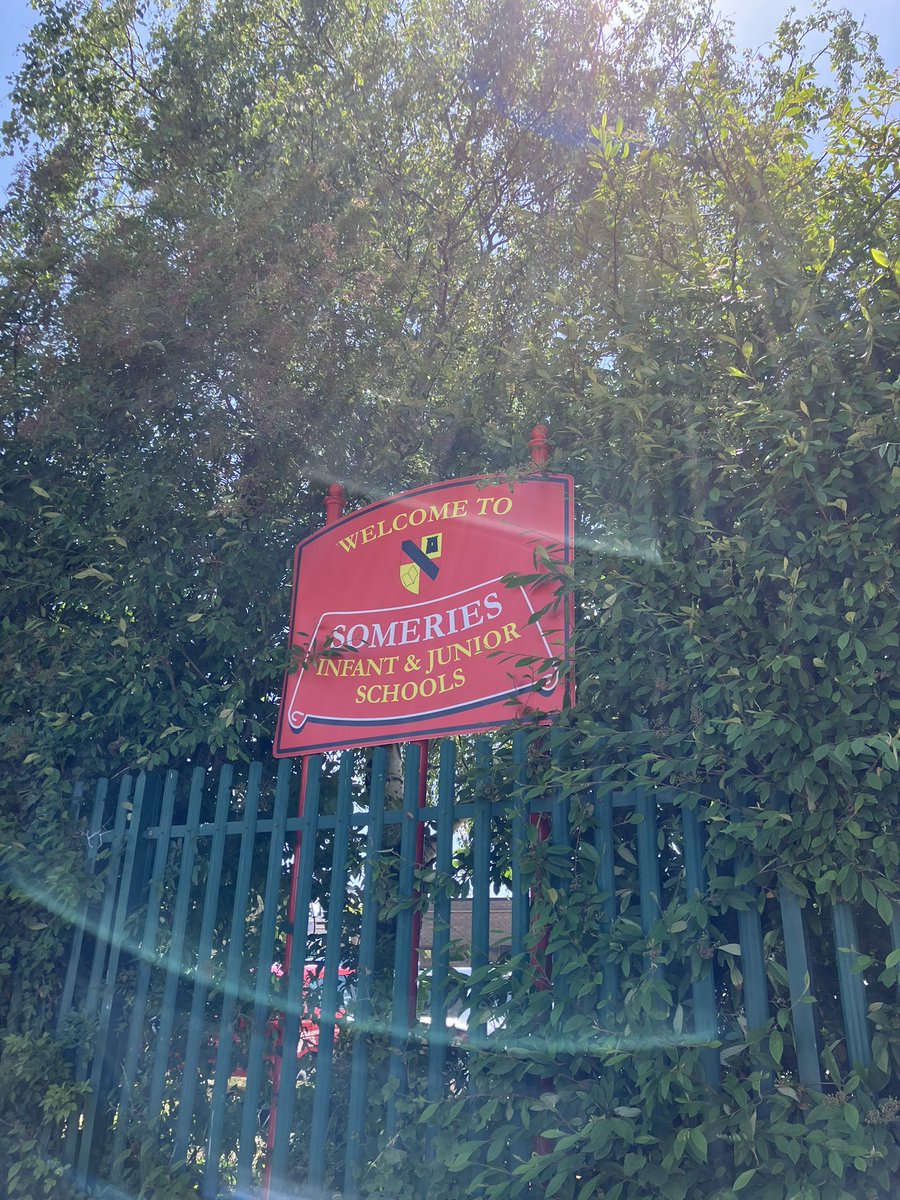 WELCOME TO
SOMERIES
INFANT & JUNIOR
SCHOOLS